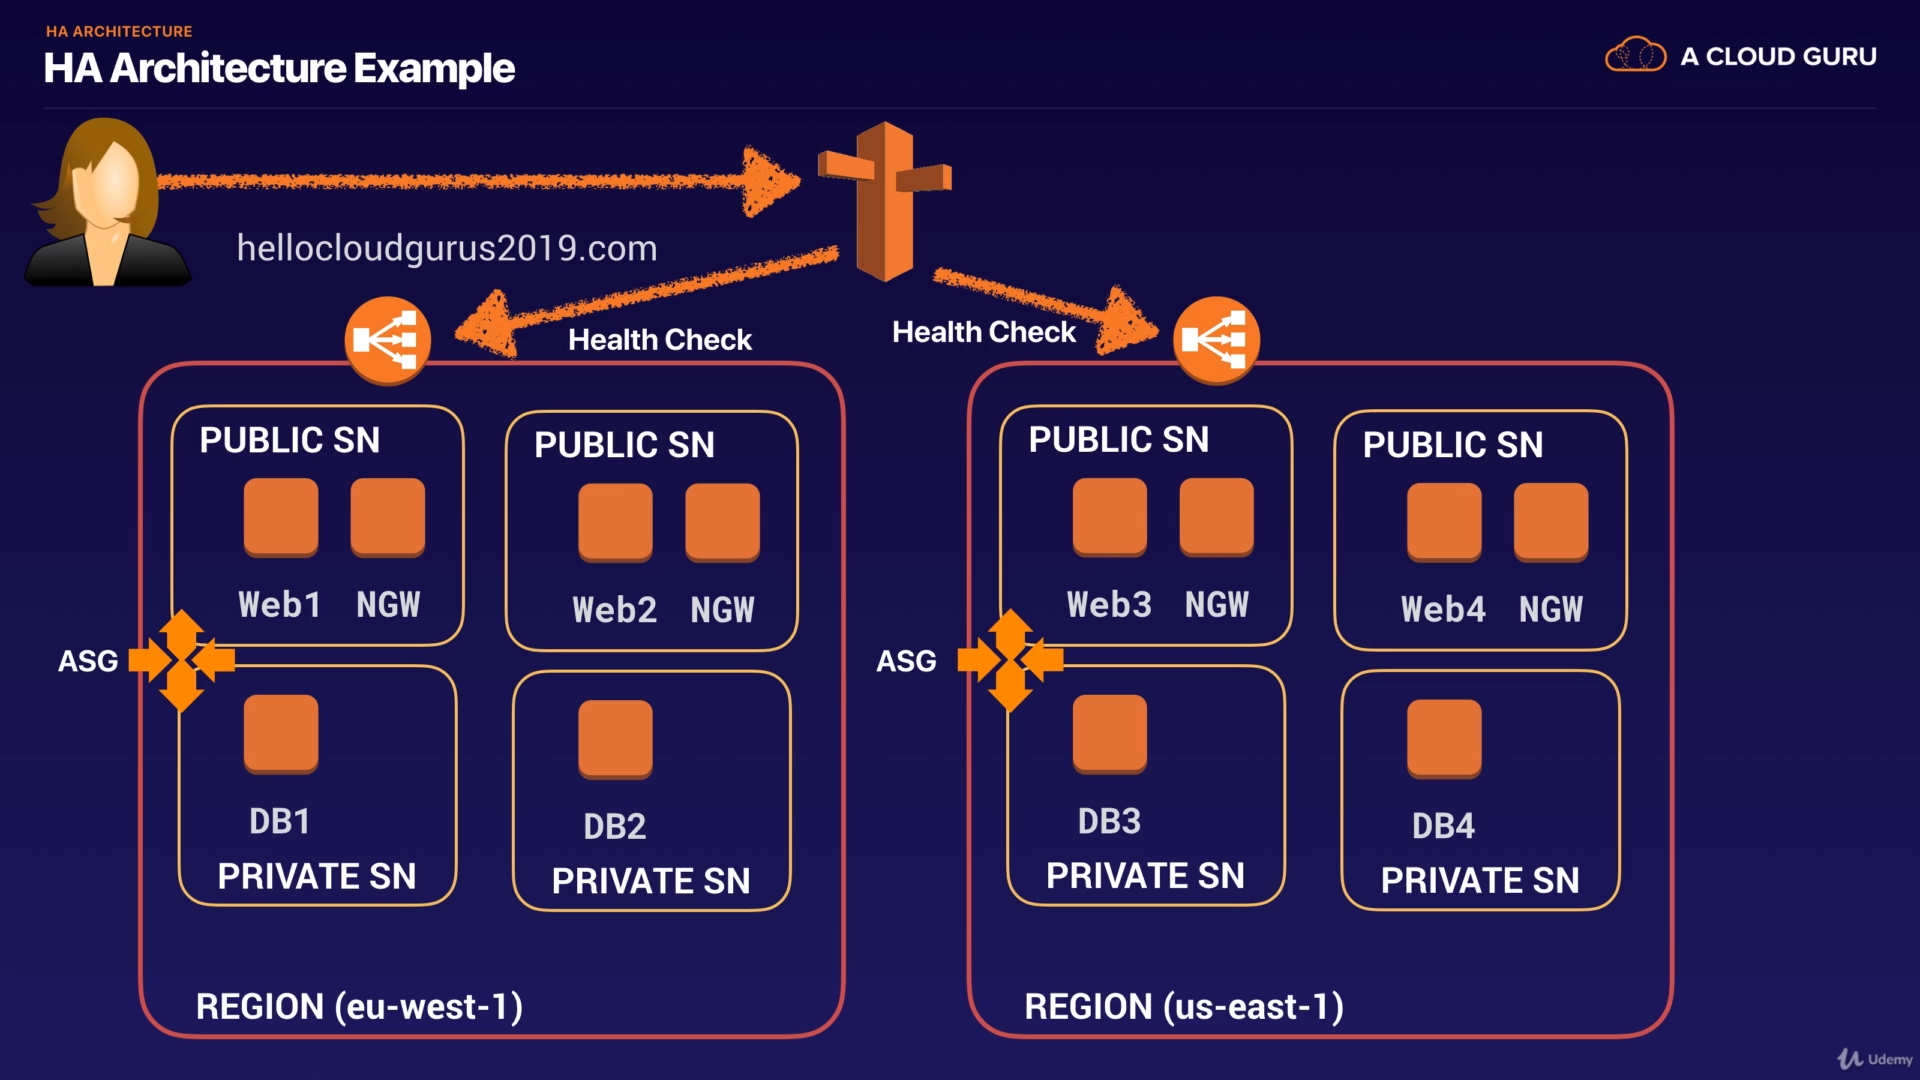 HA ARCHITECTURE
HA Architecture Example
A CLOUD GURU
hellocloudgurus2019.com
Health Check
Health Check
PUBLIC SN
Web1 NGW
PUBLIC SN
Web2 NGW
ASG
DB1
PRIVATE SN
DB2
PRIVATE SN
REGION (eu-west-1)
PUBLIC SN
Web3 NGW
PUBLIC SN
Web4 NGW
ASG
DB3
PRIVATE SN
DB4
PRIVATE SN
REGION (us-east-1)
Udemy